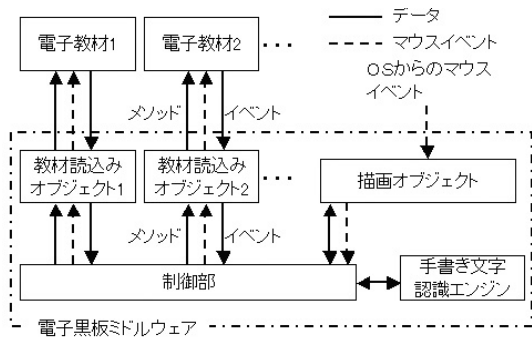 データ
マウスイベント
OSからのマウス
イベント
電子教材1
電子教材2
・・・
メソッド
イベント
教材読込み
オブジェクト1
教材読込み
オブジェクト2
・・・
描画オブジェクト
メソッド
イベント
制御部
手書き文字
認識エンジン
電子黒板ミドルウェア